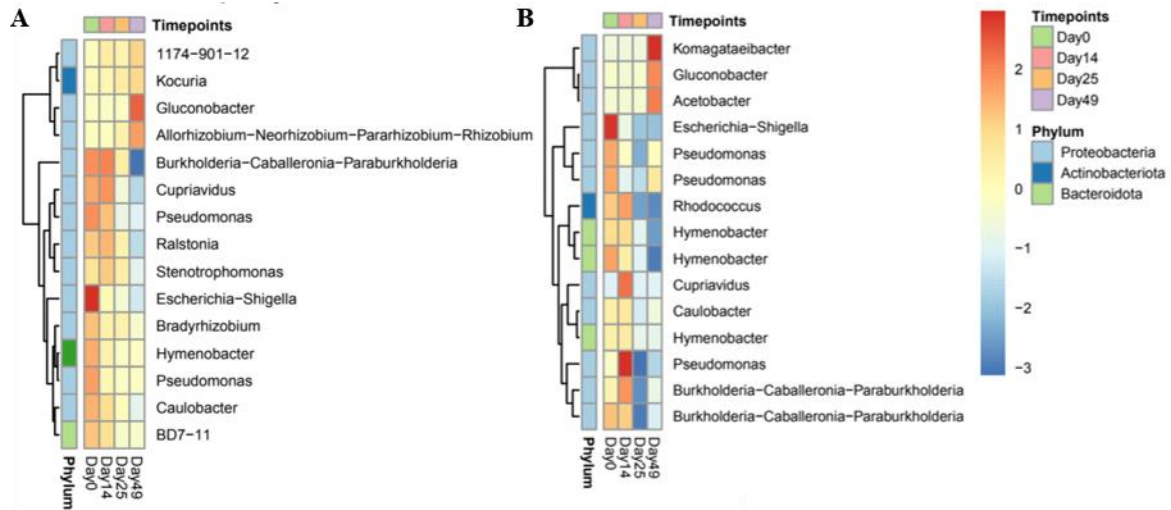 A
Timepoints
1174-901-12
Kocuria
Gluconobacter
Allorhizobium-Neorhizobium-Pararhizobium-Rhizobium
Burkholderia-Caballeronia-Paraburkholderia
Cupriavidus
Pseudomonas
Ralstonia
Stenotrophomonas
Escherichia-Shigella
Bradyrhizobium
Hymenobacter
Pseudomonas
Caulobacter
BD7-11
Phylum
Day0
Day14
Day25
Day49
B
Timepoints
Komagataeibacter
Gluconobacter
Acetobacter
Escherichia-Shigella
Pseudomonas
Pseudomonas
Rhodococcus
Hymenobacter
Hymenobacter
Cupriavidus
Caulobacter
Hymenobacter
Pseudomonas
Burkholderia-Caballeronia-Paraburkholderia
Burkholderia-Caballeronia-Paraburkholderia
Phylum
Day0
Day14
Day25
Day49
2
1
0
-1
-2
-3
Timepoints
Day0
Day14
Day25
Day49
Phylum
Proteobacteria
Actinobacteriota
Bacteroidota